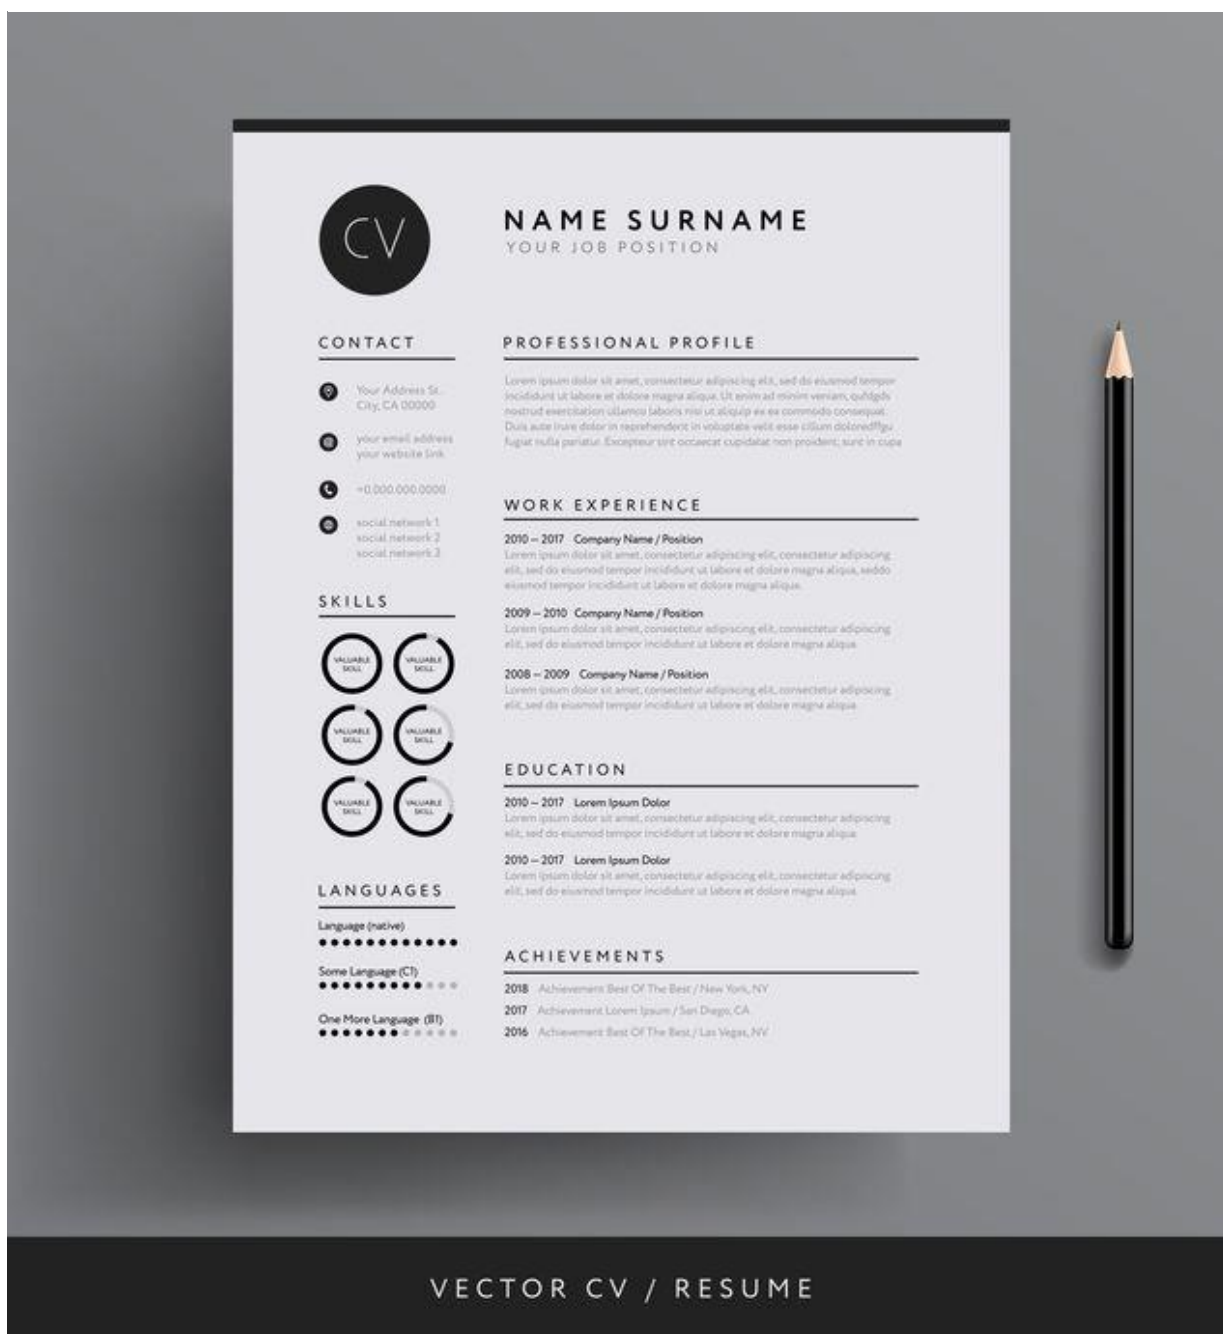 CV
NAME SURNAME
YOUR JOB POSITION
CONTACT
Your Address St.
City, CA 00000
your email address
your website link
+0.000.000.0000
social network 1
social network 2
social network 3
SKILLS
VALUABLE
SKILL
VALUABLE
SKILL
VALUABLE
SKILL
VALUABLE
SKILL
VALUABLE
SKILL
VALUABLE
SKILL
LANGUAGES
Language (native)
Some Language (C1)
One More Language (B1)
PROFESSIONAL PROFILE
Lorem ipsum dolor sit amet, consectetur adipiscing elit, sed do eiusmod tempor
incididunt ut labore et dolore magna aliqua. Ut enim ad minim veniam, qufdgds
nostrud exercitation ullamco laboris nisi ut aliquip ex ea commodo consequat.
Duis aute irure dolor in reprehenderit in voluptate velit esse cillum doloredffgu
fugiat nulla pariatur. Excepteur sint occaecat cupidatat non proident, sunt in cupa
WORK EXPERIENCE
2010 – 2017 Company Name / Position
Lorem ipsum dolor sit amet, consectetur adipiscing elit, consectetur adipiscing
elit, sed do eiusmod tempor incididunt ut labore et dolore magna aliqua, seddo
eiusmod tempor incididunt ut labore et dolore magna aliqua.
2009 – 2010 Company Name / Position
Lorem ipsum dolor sit amet, consectetur adipiscing elit, consectetur adipiscing
elit, sed do eiusmod tempor incididunt ut labore et dolore magna aliqua
2008 – 2009 Company Name / Position
Lorem ipsum dolor sit amet, consectetur adipiscing elit, consectetur adipiscing
elit, sed do eiusmod tempor incididunt ut labore et dolore magna aliqua
EDUCATION
2010 – 2017 Lorem Ipsum Dolor
Lorem ipsum dolor sit amet, consectetur adipiscing elit, consectetur adipiscing
elit, sed do eiusmod tempor incididunt ut labore et dolore magna aliqua
2010 – 2017 Lorem Ipsum Dolor
Lorem ipsum dolor sit amet, consectetur adipiscing elit, consectetur adipiscing
elit, sed do eiusmod tempor incididunt ut labore et dolore magna aliqua
ACHIEVEMENTS
2018 Achievement Best Of The Best / New York, NY
2017 Achievement Lorem Ipsum / San Diego, CA
2016 Achievement Best Of The Best / Las Vegas, NV
VECTOR CV / RESUME